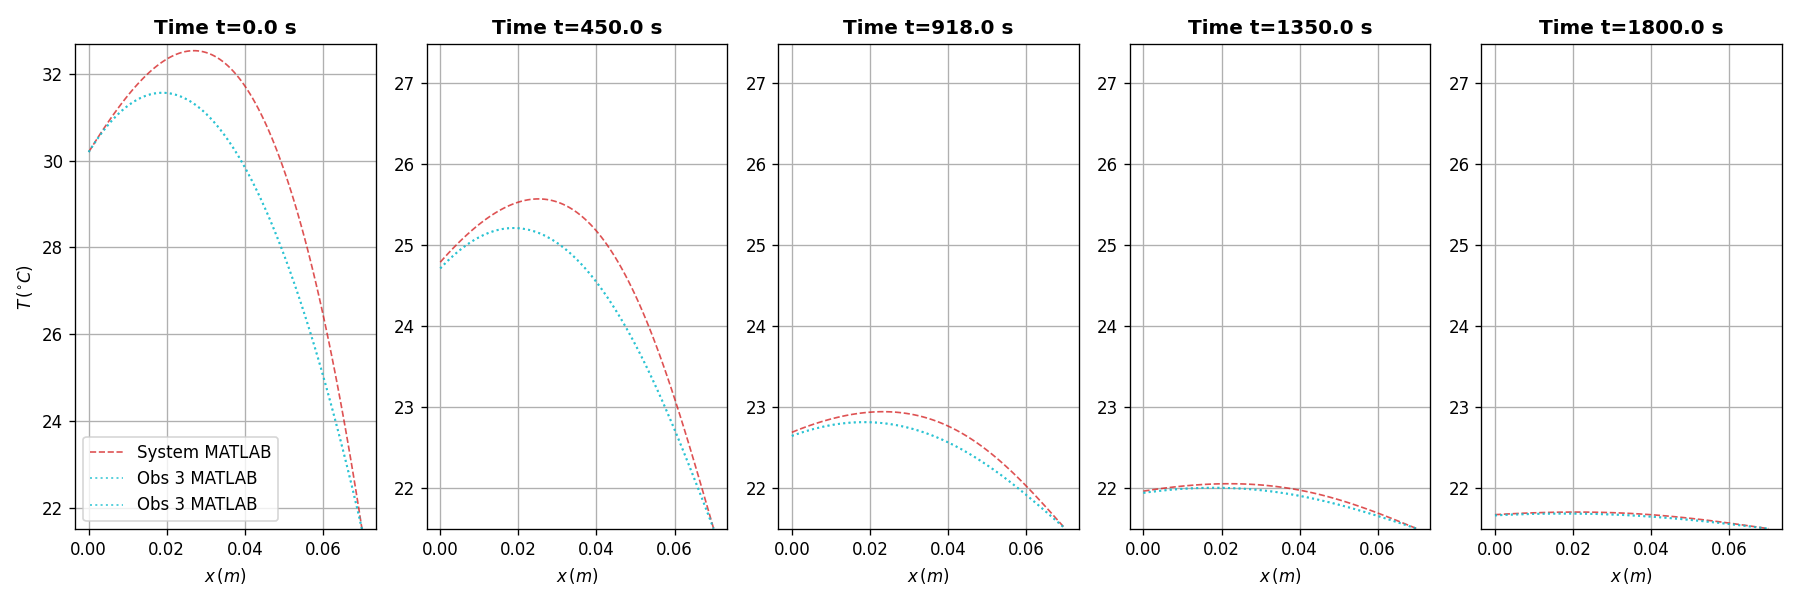 Time t=0.0 s
Time t=450.0 s
Time t=918.0 s
Time t=1350.0 s
Time t=1800.0 s
T (°C)
32
30
28
26
24
22
27
26
25
24
23
22
27
26
25
24
23
22
27
26
25
24
23
22
27
26
25
24
23
22
System MATLAB
Obs 3 MATLAB
Obs 3 MATLAB
0.00 0.02 0.04 0.06
0.00 0.02 0.04 0.06
0.00 0.02 0.04 0.06
0.00 0.02 0.04 0.06
0.00 0.02 0.04 0.06
x (m)
x (m)
x (m)
x (m)
x (m)